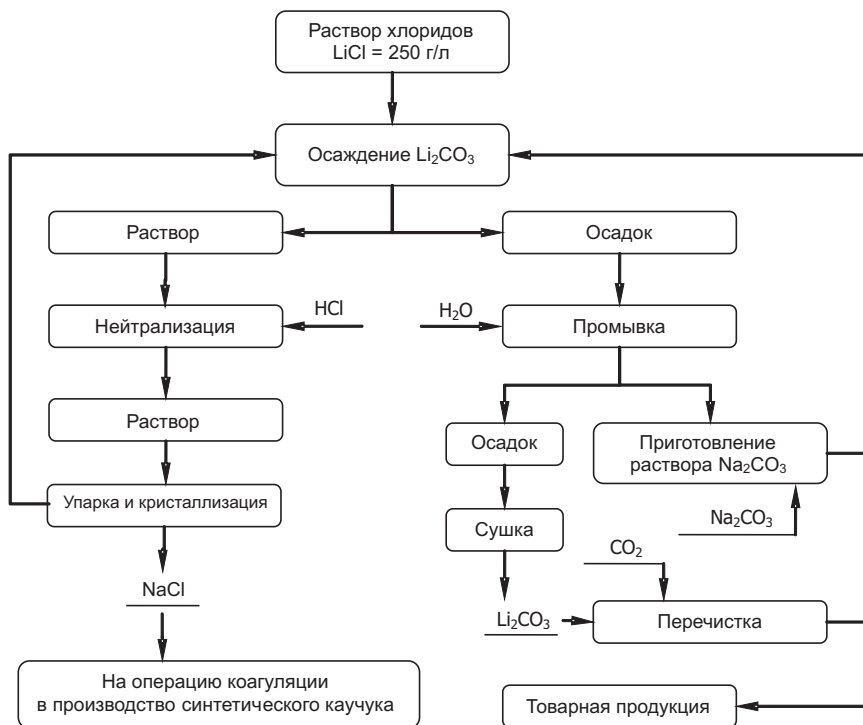 Раствор хлоридов
LiCl = 250 г/л
Осаждение Li₂CO₃
Раствор
Осадок
HCl
H₂O
Нейтрализация
Промывка
Раствор
Осадок
Приготовление
раствора Na₂CO₃
Упарка и кристаллизация
Сушка
Na₂CO₃
CO₂
NaCl
Li₂CO₃
Перечистка
На операцию коагуляции
в производство синтетического каучука
Товарная продукция